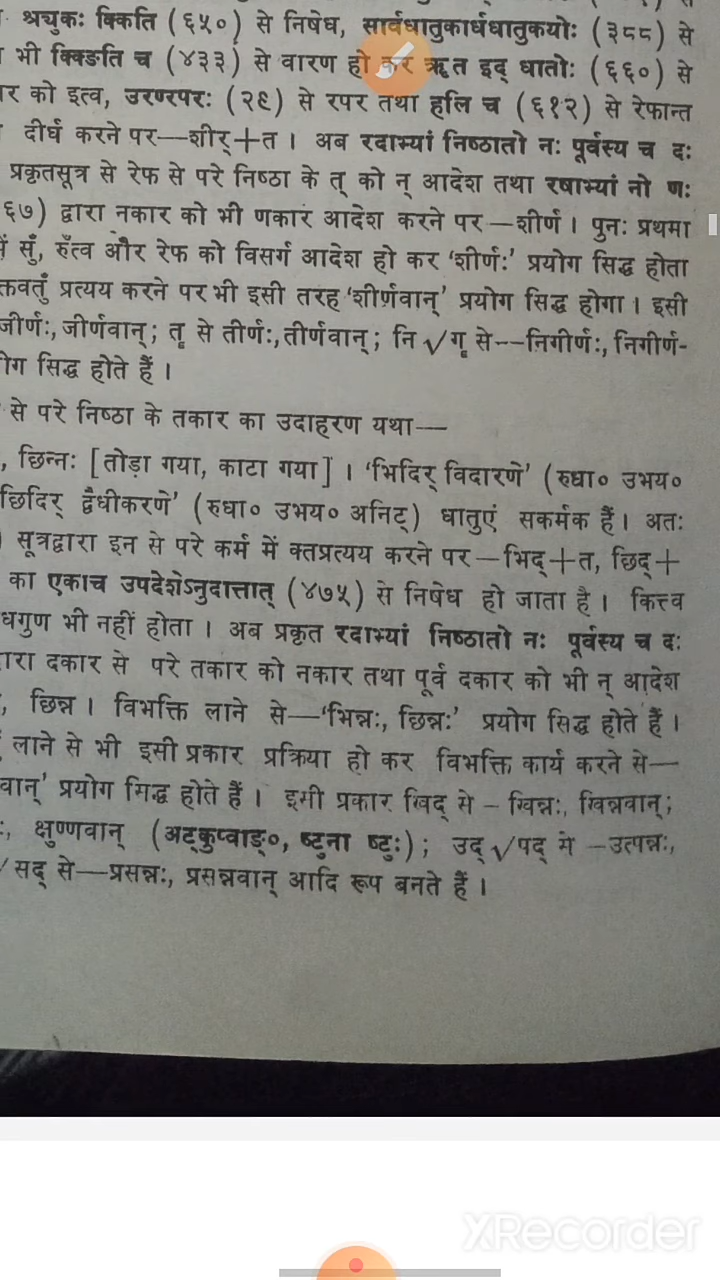 श्र्युकः क्किति (६५०) से निषेध, सार्वधातुकार्धधातुकयोः (३८८) से
भी क्क्ङिति च (४३३) से वारण हो कर ऋत इद् धातोः (६६०) से
र को इत्व, उरण्रपरः (२९) से रपर तथा हलि च (६१२) से रेफान्त
दीर्घ करने पर—शीर्+त । अब रदाभ्यां निष्ठातो नः पूर्वस्य च दः
प्रकृतसूत्र से रेफ से परे निष्ठा के त् को न् आदेश तथा रषाभ्यां नो णः
६७) द्वारा नकार को भी णकार आदेश करने पर—शीर्ण । पुनः प्रथमा
में सुँ, रुँत्व और रेफ को विसर्ग आदेश हो कर ‘शीर्णः’ प्रयोग सिद्ध होता
क्तवतुँ प्रत्यय करने पर भी इसी तरह ‘शीर्णवान्’ प्रयोग सिद्ध होगा । इसी
जीर्णः, जीर्णवान्; तॄ से तीर्णः, तीर्णवान्; नि √गॄ से--निगीर्णः, निगीर्ण-
ोग सिद्ध होते हैं ।
से परे निष्ठा के तकार का उदाहरण यथा—
, छिन्नः [तोड़ा गया, काटा गया] । ‘भिदिर् विदारणे’ (रुधा० उभय०
छिदिर् द्वैधीकरणे’ (रुधा० उभय० अनिट्) धातुएं सकर्मक हैं । अतः
) सूत्रद्वारा इन से परे कर्म में क्तप्रत्यय करने पर—भिद्+त, छिद्+
का एकाच उपदेशेऽनुदात्तात् (४७५) से निषेध हो जाता है । कित्त्व
धगुण भी नहीं होता । अब प्रकृत रदाभ्यां निष्ठातो नः पूर्वस्य च दः
ारा दकार से परे तकार को नकार तथा पूर्व दकार को भी न् आदेश
, छिन्न । विभक्ति लाने से—‘भिन्नः, छिन्नः’ प्रयोग सिद्ध होते हैं ।
लाने से भी इसी प्रकार प्रक्रिया हो कर विभक्ति कार्य करने से—
वान्’ प्रयोग सिद्ध होते हैं । इसी प्रकार खिद् से – खिन्नः, खिन्नवान्;
ः, क्षुण्णवान् (अट्कुप्वाङ्०, ष्टुना ष्टुः); उद् √पद् से –उत्पन्नः,
√सद् से—प्रसन्नः, प्रसन्नवान् आदि रूप बनते हैं ।
XRecorder